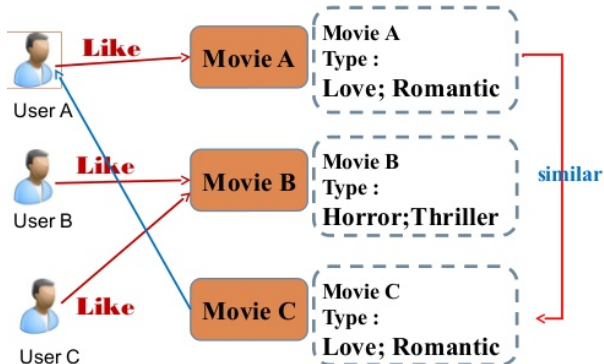 Like
User A
Movie A
Movie A
Type :
Love; Romantic
Like
User B
Movie B
Movie B
Type :
Horror;Thriller
similar
Like
User C
Movie C
Movie C
Type :
Love; Romantic